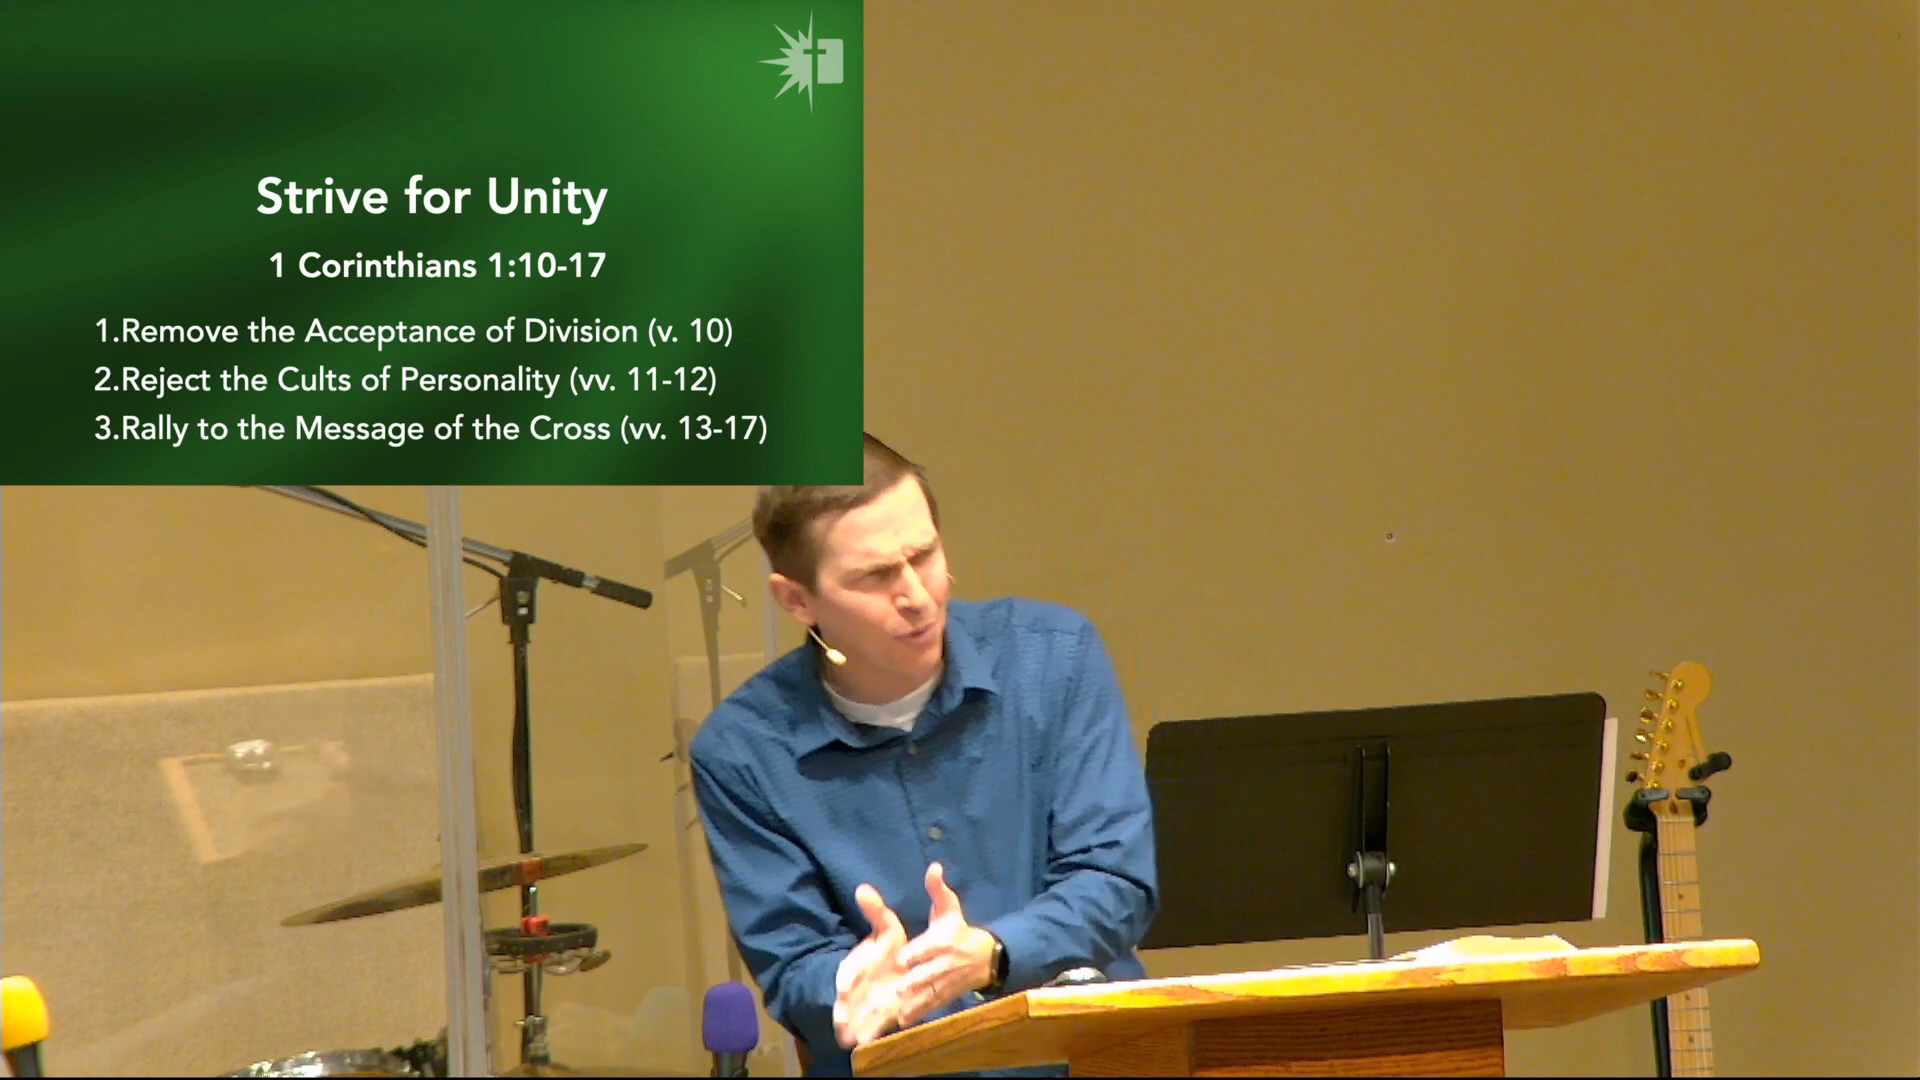 Strive for Unity
1 Corinthians 1:10-17
1.Remove the Acceptance of Division (v. 10)
2.Reject the Cults of Personality (vv. 11-12)
3.Rally to the Message of the Cross (vv. 13-17)